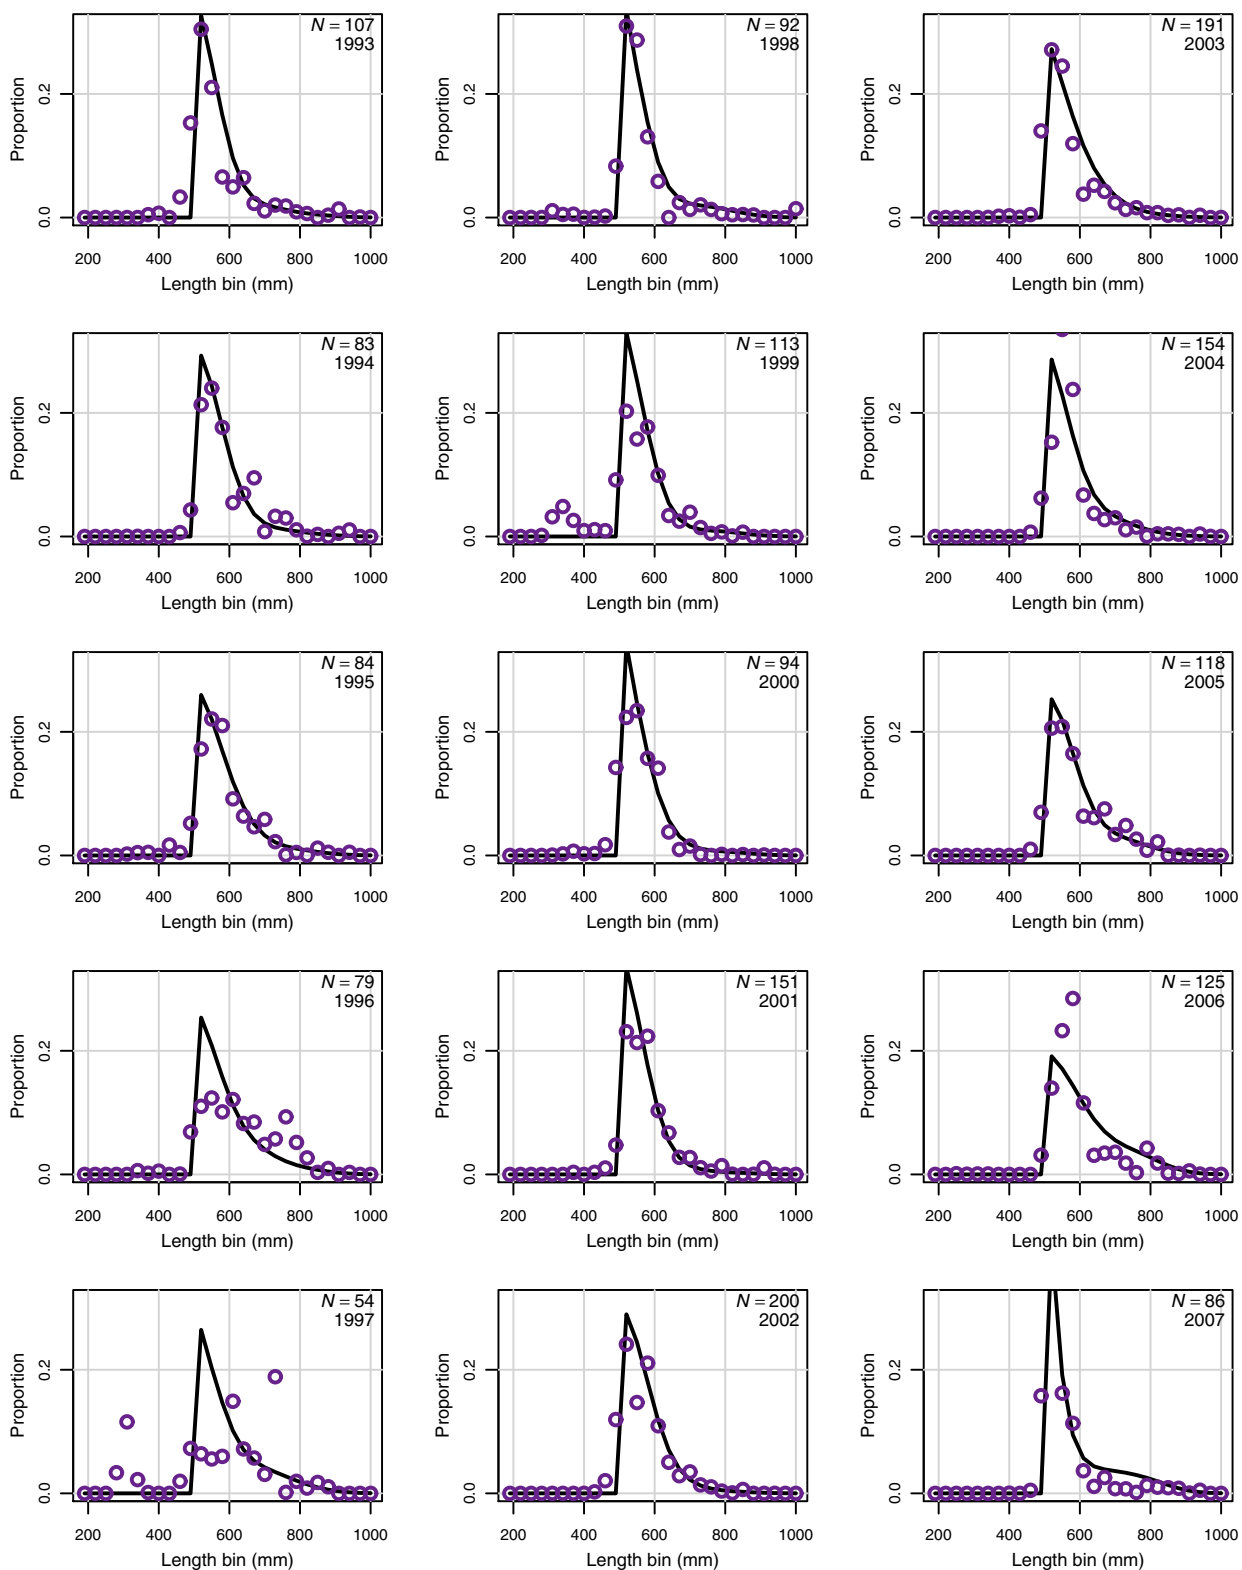 N = 107
1993
Proportion
0.0
0.2
200 400 600 800 1000
Length bin (mm)
N = 92
1998
Proportion
0.0
0.2
200 400 600 800 1000
Length bin (mm)
N = 191
2003
Proportion
0.0
0.2
200 400 600 800 1000
Length bin (mm)
N = 83
1994
Proportion
0.0
0.2
200 400 600 800 1000
Length bin (mm)
N = 113
1999
Proportion
0.0
0.2
200 400 600 800 1000
Length bin (mm)
N = 154
2004
Proportion
0.0
0.2
200 400 600 800 1000
Length bin (mm)
N = 84
1995
Proportion
0.0
0.2
200 400 600 800 1000
Length bin (mm)
N = 94
2000
Proportion
0.0
0.2
200 400 600 800 1000
Length bin (mm)
N = 118
2005
Proportion
0.0
0.2
200 400 600 800 1000
Length bin (mm)
N = 79
1996
Proportion
0.0
0.2
200 400 600 800 1000
Length bin (mm)
N = 151
2001
Proportion
0.0
0.2
200 400 600 800 1000
Length bin (mm)
N = 125
2006
Proportion
0.0
0.2
200 400 600 800 1000
Length bin (mm)
N = 54
1997
Proportion
0.0
0.2
200 400 600 800 1000
Length bin (mm)
N = 200
2002
Proportion
0.0
0.2
200 400 600 800 1000
Length bin (mm)
N = 86
2007
Proportion
0.0
0.2
200 400 600 800 1000
Length bin (mm)